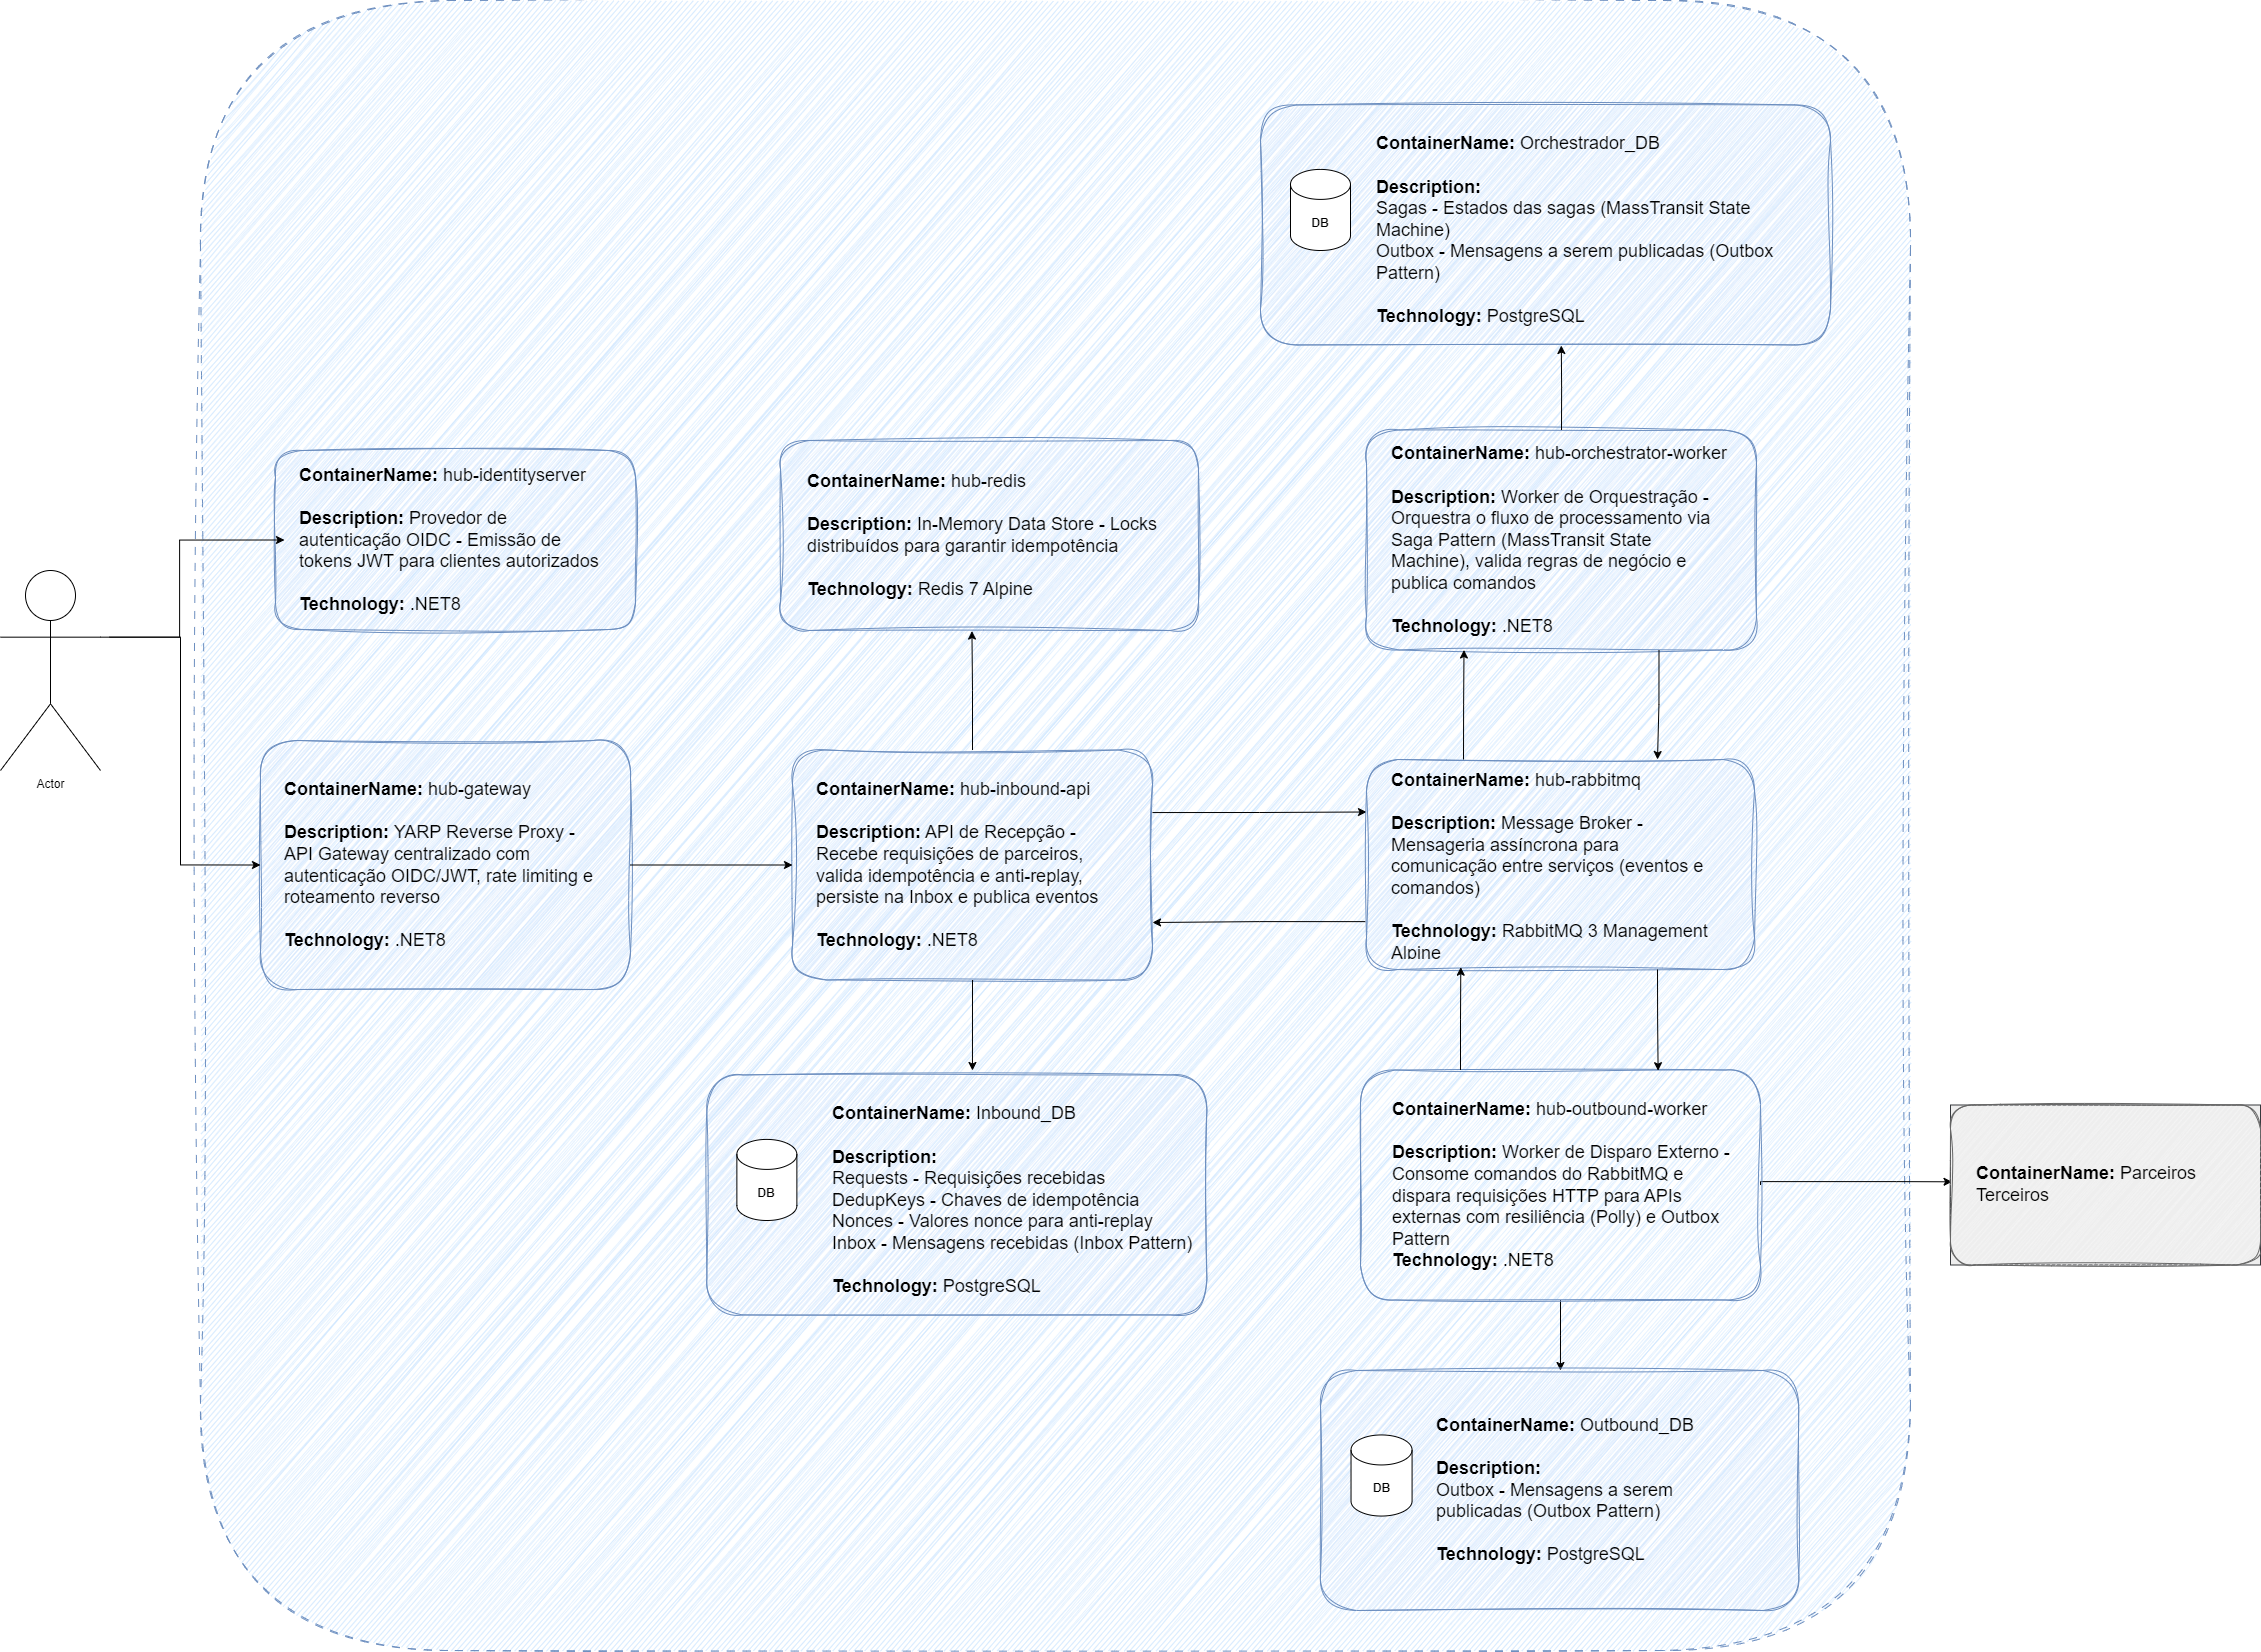 ContainerName: Orchestrador_DB
Description:
Sagas - Estados das sagas (MassTransit State
Machine)
Outbox - Mensagens a serem publicadas (Outbox
Pattern)
Technology: PostgreSQL
DB
ContainerName: hub-identityserver
Description: Provedor de
autenticação OIDC - Emissão de
tokens JWT para clientes autorizados
Technology: .NET8
ContainerName: hub-redis
Description: In-Memory Data Store - Locks
distribuídos para garantir idempotência
Technology: Redis 7 Alpine
ContainerName: hub-orchestrator-worker
Description: Worker de Orquestração -
Orquestra o fluxo de processamento via
Saga Pattern (MassTransit State
Machine), valida regras de negócio e
publica comandos
Technology: .NET8
Actor
ContainerName: hub-gateway
Description: YARP Reverse Proxy -
API Gateway centralizado com
autenticação OIDC/JWT, rate limiting e
roteamento reverso
Technology: .NET8
ContainerName: hub-inbound-api
Description: API de Recepção -
Recebe requisições de parceiros,
valida idempotência e anti-replay,
persiste na Inbox e publica eventos
Technology: .NET8
ContainerName: hub-rabbitmq
Description: Message Broker -
Mensageria assíncrona para
comunicação entre serviços (eventos e
comandos)
Technology: RabbitMQ 3 Management
Alpine
ContainerName: Inbound_DB
Description:
Requests - Requisições recebidas
DedupKeys - Chaves de idempotência
Nonces - Valores nonce para anti-replay
Inbox - Mensagens recebidas (Inbox Pattern)
Technology: PostgreSQL
DB
ContainerName: hub-outbound-worker
Description: Worker de Disparo Externo -
Consome comandos do RabbitMQ e
dispara requisições HTTP para APIs
externas com resiliência (Polly) e Outbox
Pattern
Technology: .NET8
ContainerName: Parceiros
Terceiros
ContainerName: Outbound_DB
Description:
Outbox - Mensagens a serem
publicadas (Outbox Pattern)
Technology: PostgreSQL
DB